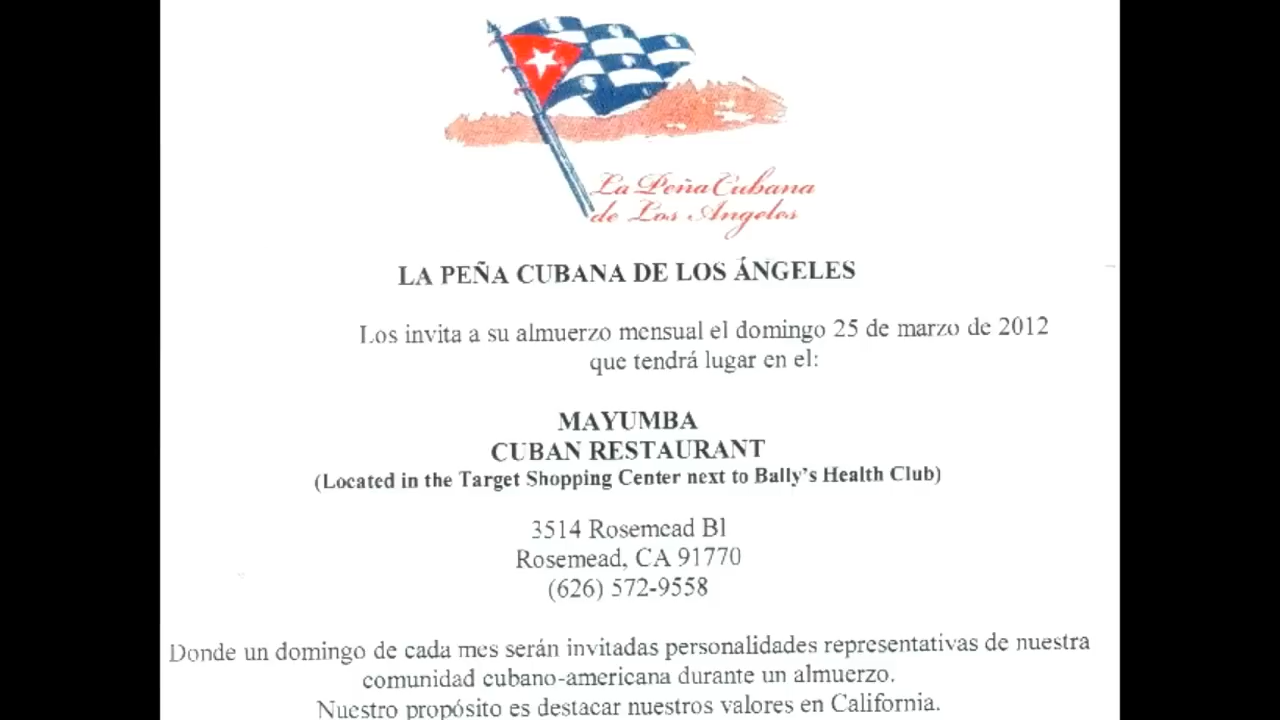 La Peña Cubana
de Los Angeles
LA PEÑA CUBANA DE LOS ÁNGELES
Los invita a su almuerzo mensual el domingo 25 de marzo de 2012
que tendrá lugar en el:
MAYUMBA
CUBAN RESTAURANT
(Located in the Target Shopping Center next to Bally's Health Club)
3514 Rosemead Bl
Rosemead, CA 91770
(626) 572-9558
Donde un domingo de cada mes serán invitadas personalidades representativas de nuestra
comunidad cubano-americana durante un almuerzo.
Nuestro propósito es destacar nuestros valores en California.